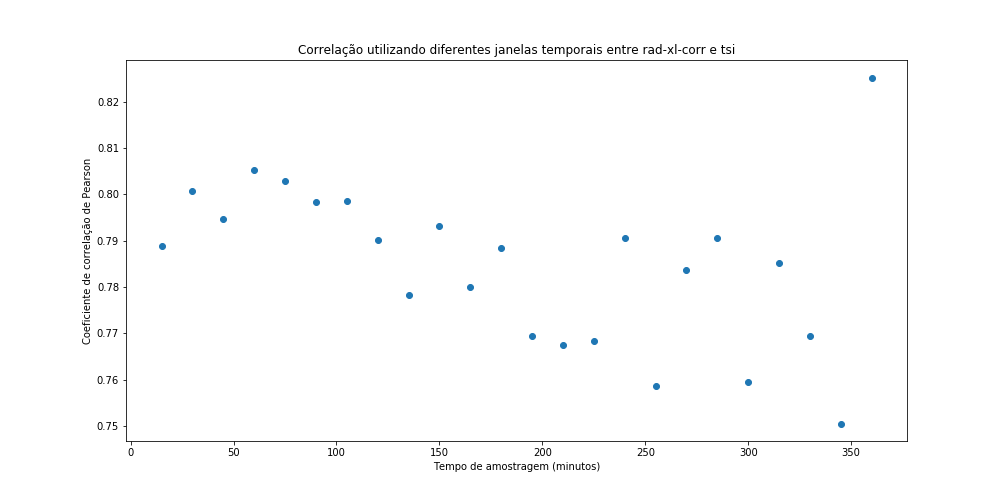 Correlação utilizando diferentes janelas temporais entre rad-xl-corr e tsi
Coeficiente de correlação de Pearson
0.82
0.81
0.80
0.79
0.78
0.77
0.76
0.75
0 50 100 150 200 250 300 350
Tempo de amostragem (minutos)